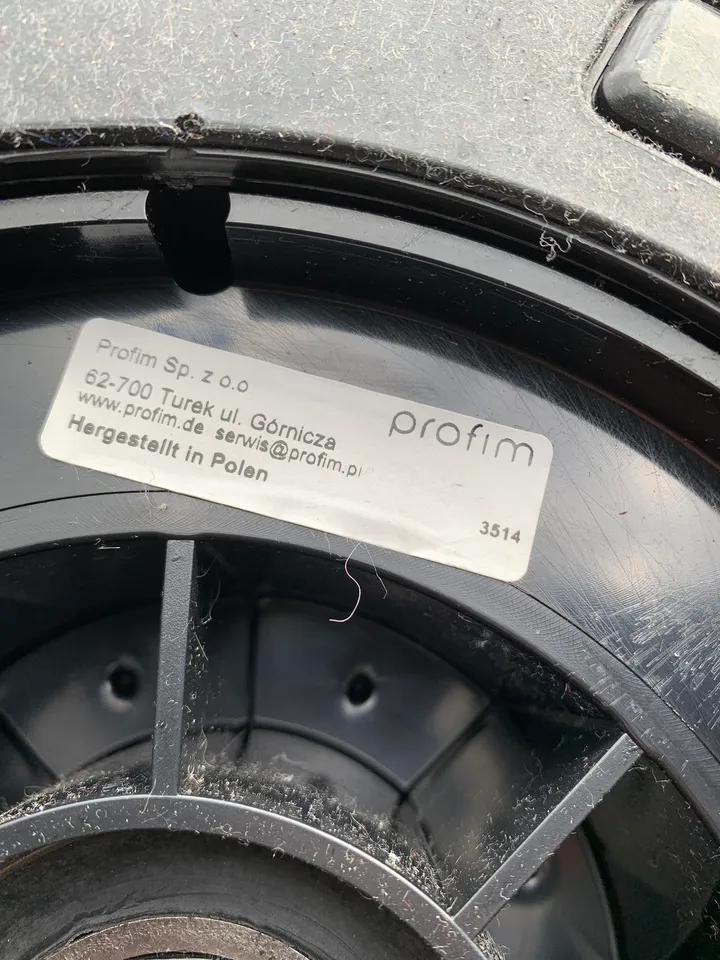 Profim Sp. z o.o
62-700 Turek ul. Górnicza
www.profim.de serwis@profim.pl
Hergestellt in Polen
profim
3514